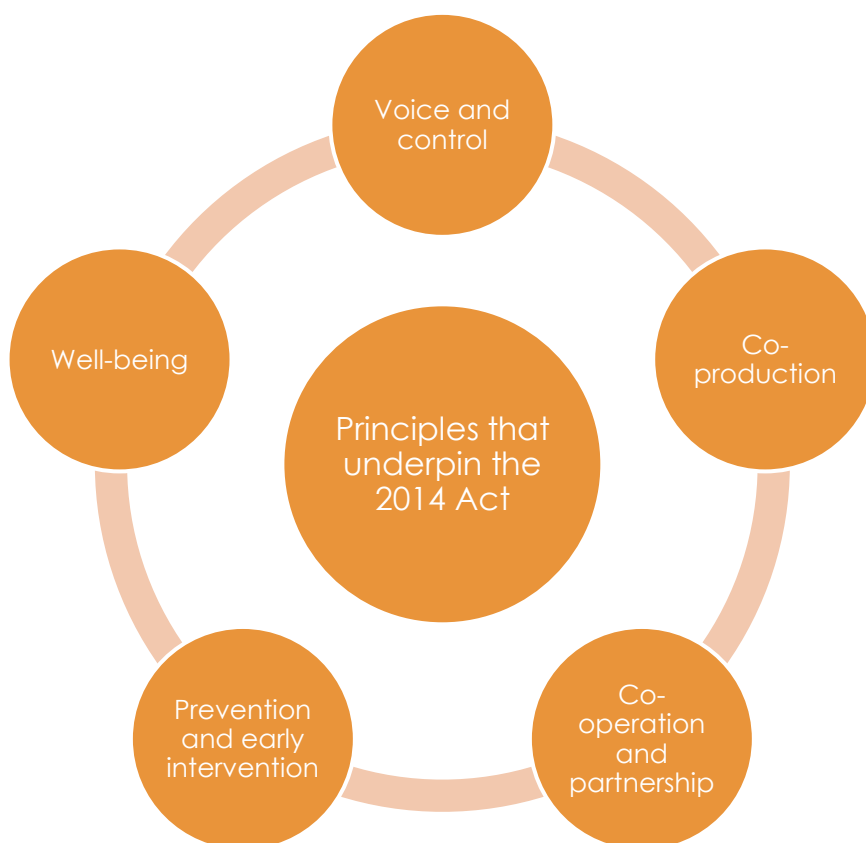 Voice and
control
Co-
production
Co-
operation
and
partnership
Prevention
and early
intervention
Well-being
Principles that
underpin the
2014 Act